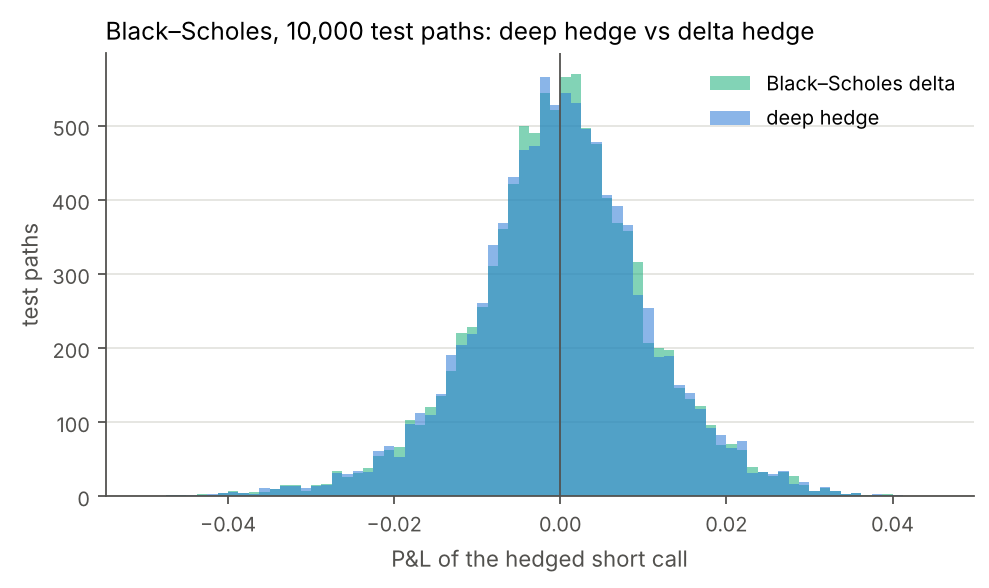 Black–Scholes, 10,000 test paths: deep hedge vs delta hedge
Black–Scholes delta
deep hedge
test paths
500
400
300
200
100
0
−0.04
−0.02
0.00
0.02
0.04
P&L of the hedged short call